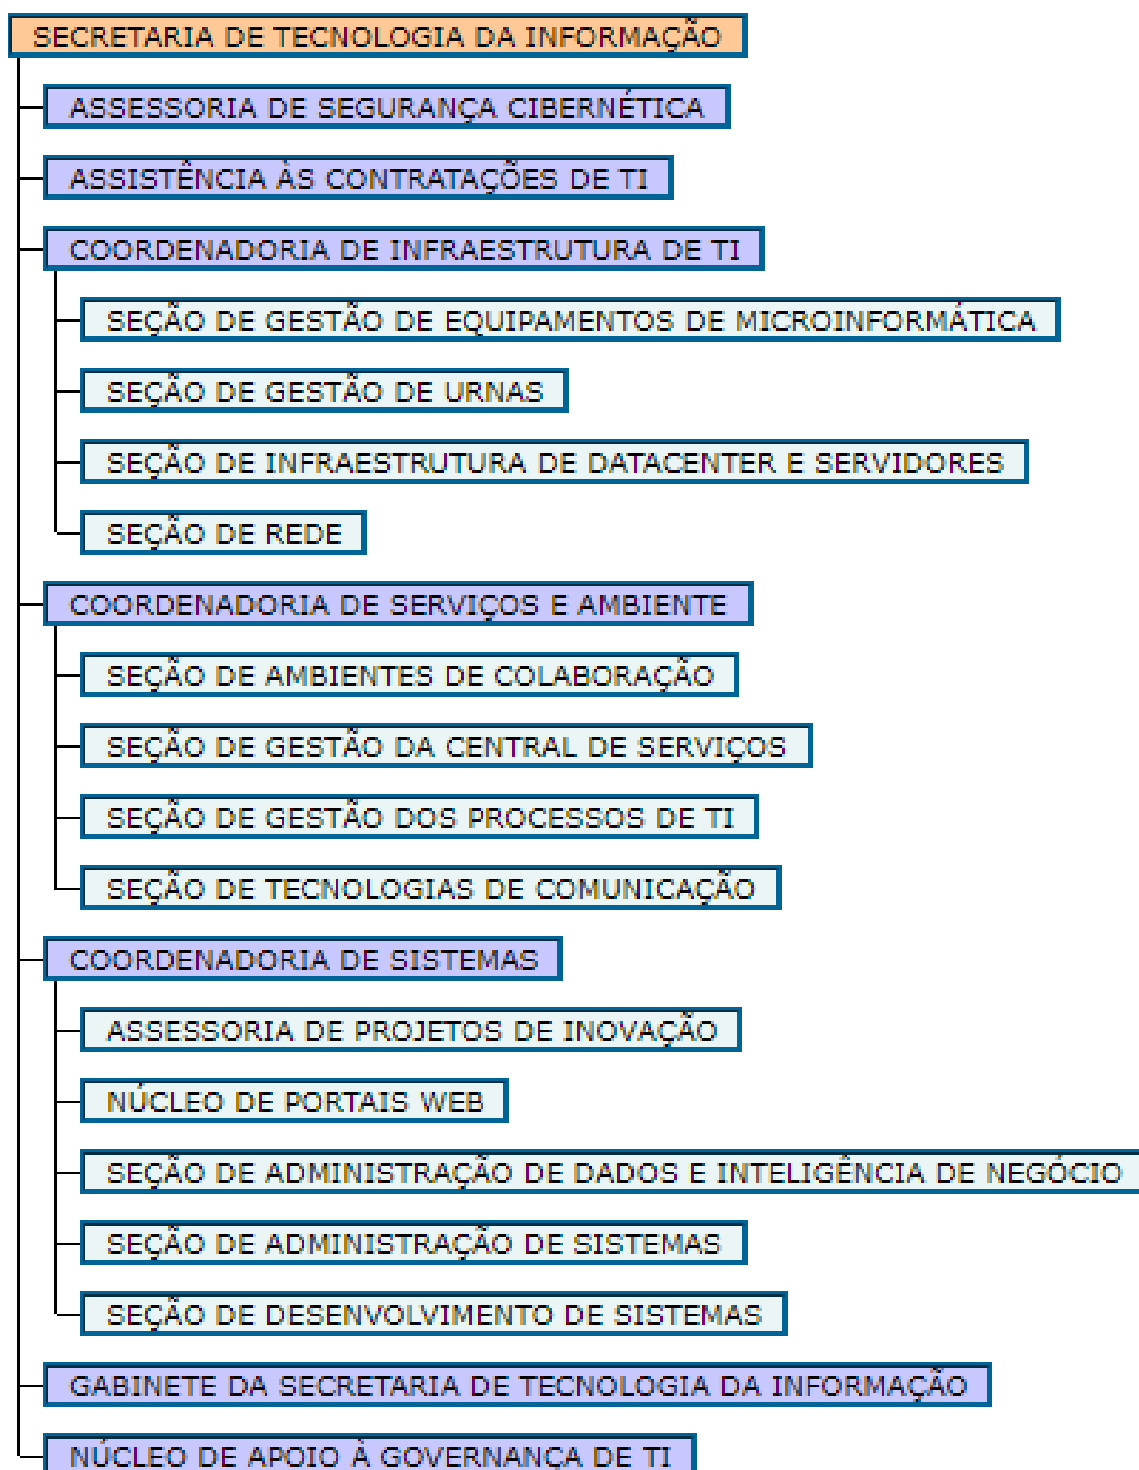 SECRETARIA DE TECNOLOGIA DA INFORMAÇÃO
ASSESSORIA DE SEGURANÇA CIBERNÉTICA
ASSISTÊNCIA ÀS CONTRATAÇÕES DE TI
COORDENADORIA DE INFRAESTRUTURA DE TI
SEÇÃO DE GESTÃO DE EQUIPAMENTOS DE MICROINFORMÁTICA
SEÇÃO DE GESTÃO DE URNAS
SEÇÃO DE INFRAESTRUTURA DE DATACENTER E SERVIDORES
SEÇÃO DE REDE
COORDENADORIA DE SERVIÇOS E AMBIENTE
SEÇÃO DE AMBIENTES DE COLABORAÇÃO
SEÇÃO DE GESTÃO DA CENTRAL DE SERVIÇOS
SEÇÃO DE GESTÃO DOS PROCESSOS DE TI
SEÇÃO DE TECNOLOGIAS DE COMUNICAÇÃO
COORDENADORIA DE SISTEMAS
ASSESSORIA DE PROJETOS DE INOVAÇÃO
NÚCLEO DE PORTAIS WEB
SEÇÃO DE ADMINISTRAÇÃO DE DADOS E INTELIGÊNCIA DE NEGÓCIO
SEÇÃO DE ADMINISTRAÇÃO DE SISTEMAS
SEÇÃO DE DESENVOLVIMENTO DE SISTEMAS
GABINETE DA SECRETARIA DE TECNOLOGIA DA INFORMAÇÃO
NÚCLEO DE APOIO À GOVERNANÇA DE TI